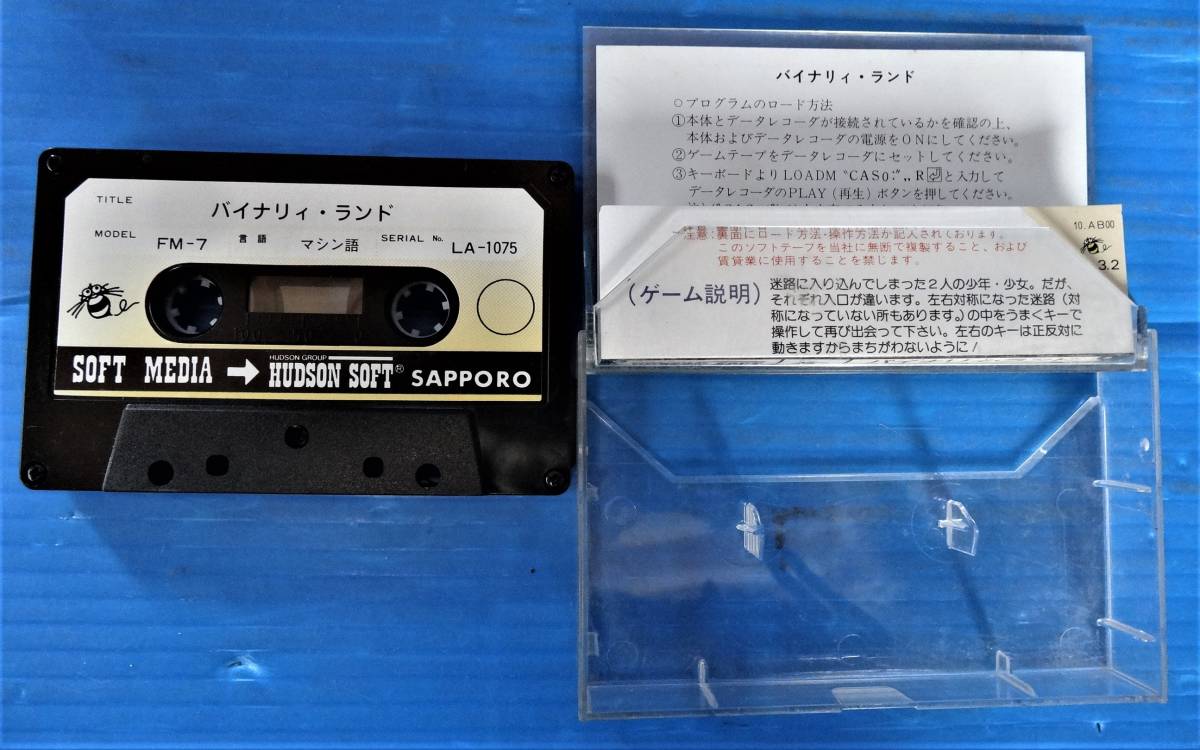 TITLE
バイナリィ・ランド
MODEL
FM-7
言語
マシン語
SERIAL No.
LA-1075
SOFT MEDIA → HUDSON GROUP HUDSON SOFT® SAPPORO
バイナリィ・ランド
○プログラムのロード方法
①本体とデータレコーダが接続されているかを確認の上、
本体およびデータレコーダの電源をONにしてください。
②ゲームテープをデータレコーダにセットしてください。
③キーボードよりLOADM “CAS0:”,,R⏎と入力して
データレコーダのPLAY(再生)ボタンを押してください。
注意:裏面にロード方法・操作方法が記入されております。
このソフトテープを当社に無断で複製すること、および
賃貸業に使用することを禁じます。
10.AB00
3.2
(ゲーム説明)
迷路に入り込んでしまった2人の少年・少女。だが、
それぞれ入口が違います。左右対称になった迷路(対
称になっていない所もあります。)の中をうまくキーで
操作して再び出会って下さい。左右のキーは正反対に
動きますからまちがわないように!